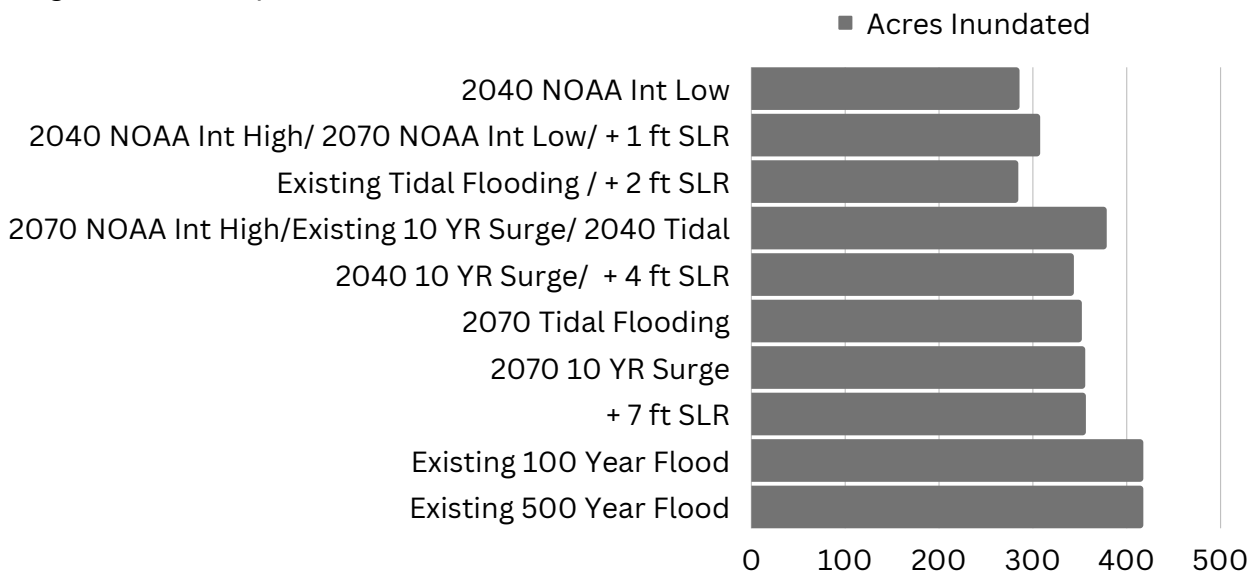 Acres Inundated
2040 NOAA Int Low
2040 NOAA Int High/ 2070 NOAA Int Low/ + 1 ft SLR
Existing Tidal Flooding / + 2 ft SLR
2070 NOAA Int High/Existing 10 YR Surge/ 2040 Tidal
2040 10 YR Surge/  + 4 ft SLR
2070 Tidal Flooding
2070 10 YR Surge
+ 7 ft SLR
Existing 100 Year Flood
Existing 500 Year Flood
0 100 200 300 400 500